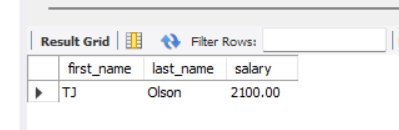 Result Grid Filter Rows:
first_name last_name salary
TJ Olson 2100.00